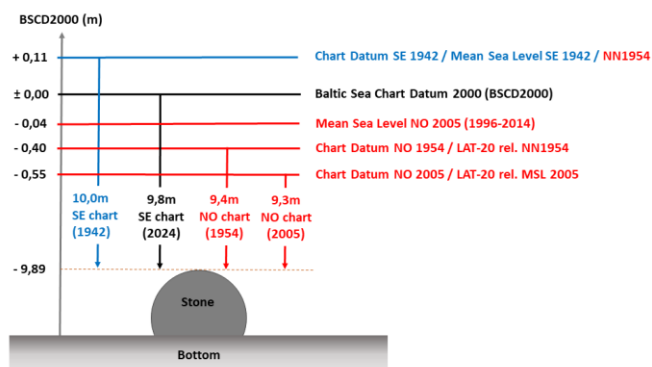 BSCD2000 (m)
+ 0,11
Chart Datum SE 1942 / Mean Sea Level SE 1942 / NN1954
± 0,00
Baltic Sea Chart Datum 2000 (BSCD2000)
- 0,04
Mean Sea Level NO 2005 (1996-2014)
- 0,40
Chart Datum NO 1954 / LAT-20 rel. NN1954
- 0,55
Chart Datum NO 2005 / LAT-20 rel. MSL 2005
10,0m
SE chart
(1942)
9,8m
SE chart
(2024)
9,4m
NO chart
(1954)
9,3m
NO chart
(2005)
- 9,89
Stone
Bottom